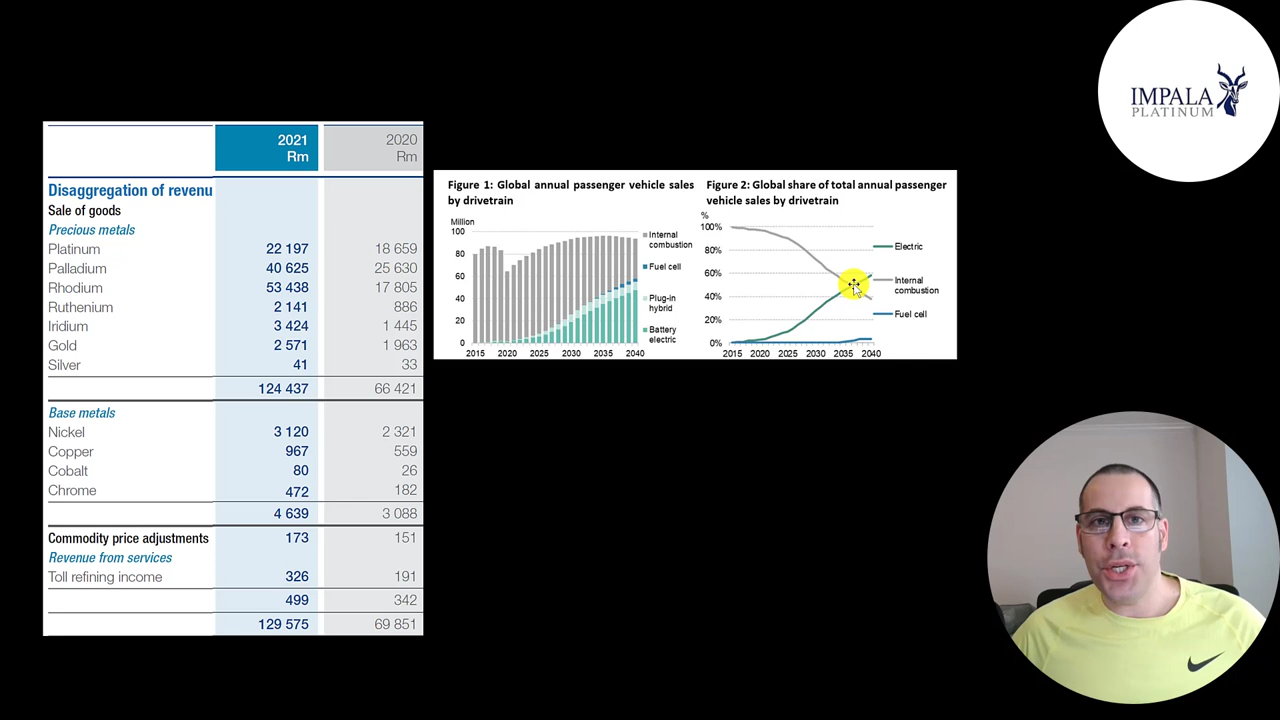 IMPALA
PLATINUM
2021 2020
Rm Rm
Disaggregation of revenu
Sale of goods
Precious metals
Platinum 22 197 18 659
Palladium 40 625 25 630
Rhodium 53 438 17 805
Ruthenium 2 141 886
Iridium 3 424 1 445
Gold 2 571 1 963
Silver 41 33
124 437 66 421
Base metals
Nickel 3 120 2 321
Copper 967 559
Cobalt 80 26
Chrome 472 182
4 639 3 088
Commodity price adjustments 173 151
Revenue from services
Toll refining income 326 191
499 342
129 575 69 851
Figure 1: Global annual passenger vehicle sales
by drivetrain
Million
100
80
60
40
20
0
2015 2020 2025 2030 2035 2040
Internal
combustion
Fuel cell
Plug-in
hybrid
Battery
electric
Figure 2: Global share of total annual passenger
vehicle sales by drivetrain
%
100%
80%
60%
40%
20%
0%
2015 2020 2025 2030 2035 2040
Electric
Internal
combustion
Fuel cell